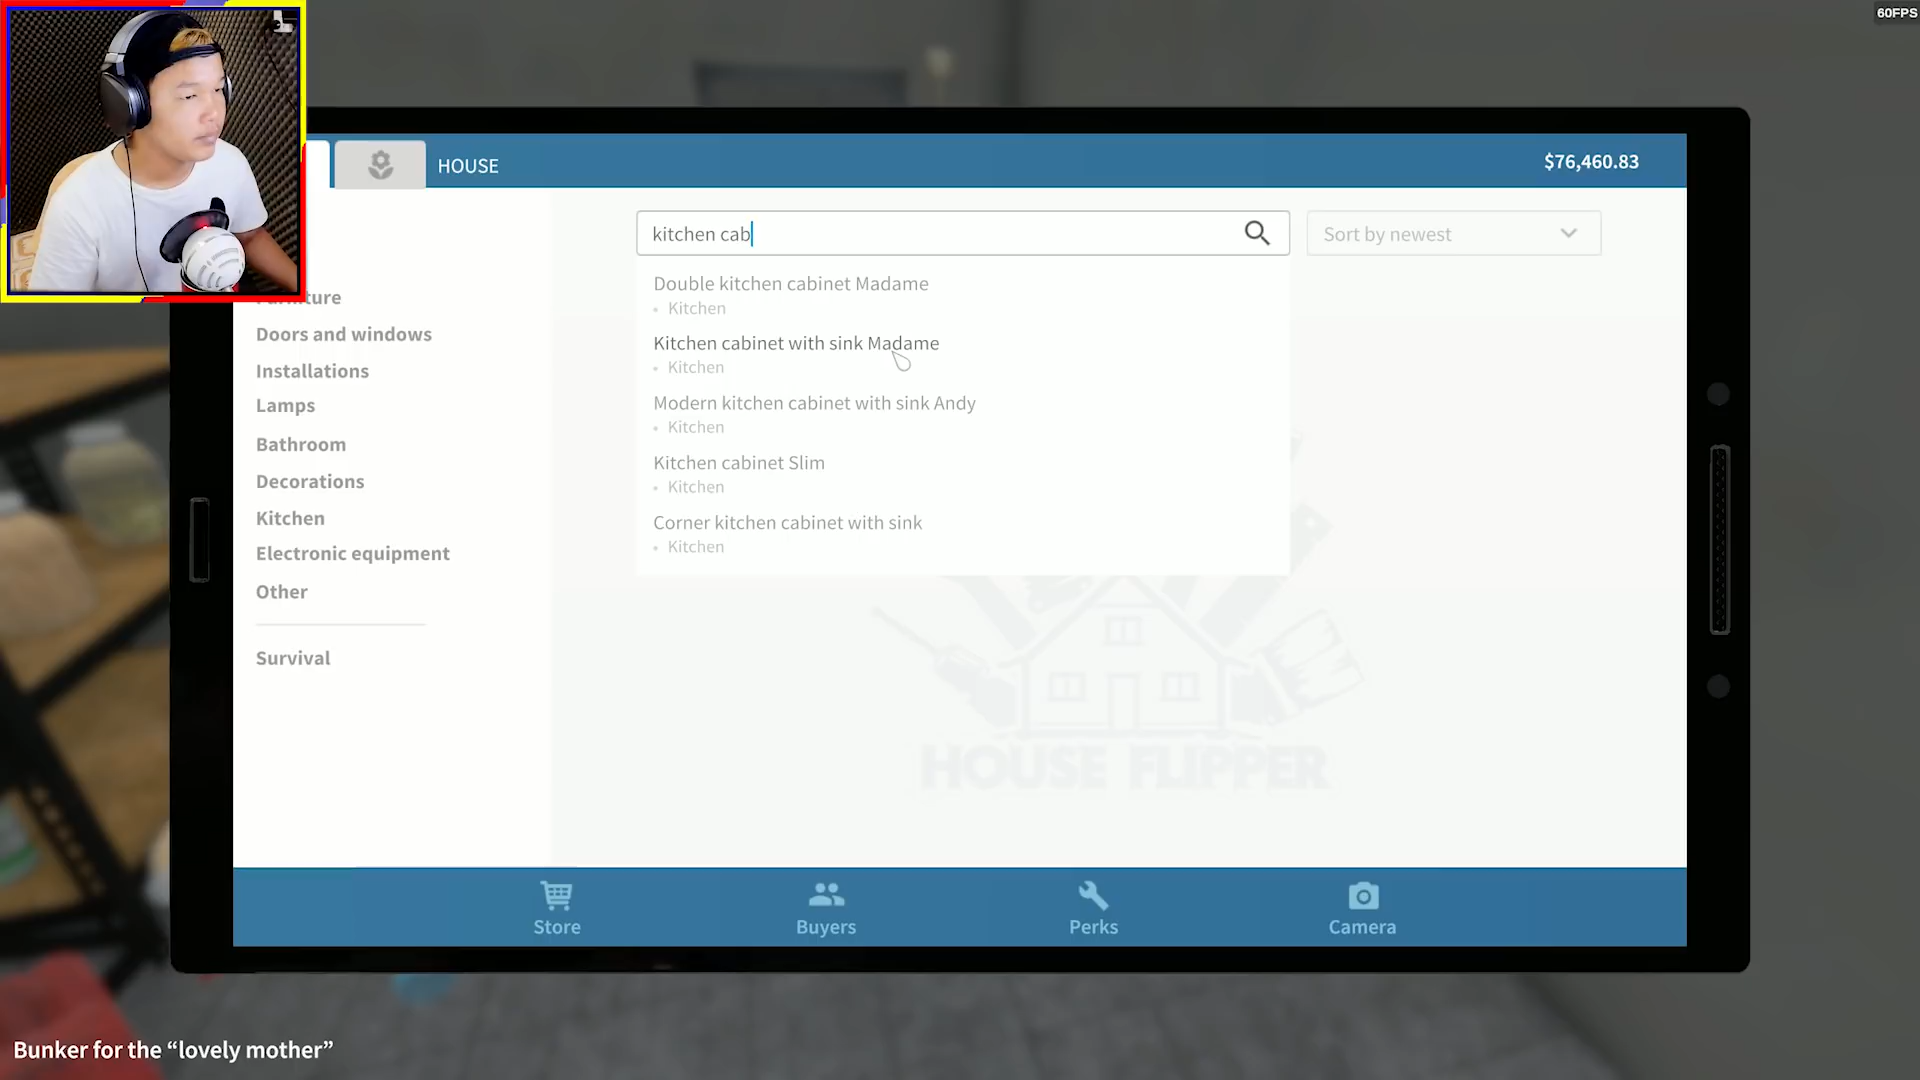 60FPS
HOUSE
$76,460.83
kitchen cab
Sort by newest
Double kitchen cabinet Madame
• Kitchen
Kitchen cabinet with sink Madame
• Kitchen
Modern kitchen cabinet with sink Andy
• Kitchen
Kitchen cabinet Slim
• Kitchen
Corner kitchen cabinet with sink
• Kitchen
Furniture
Doors and windows
Installations
Lamps
Bathroom
Decorations
Kitchen
Electronic equipment
Other
Survival
HOUSE FLIPPER
Store
Buyers
Perks
Camera
Bunker for the “lovely mother”